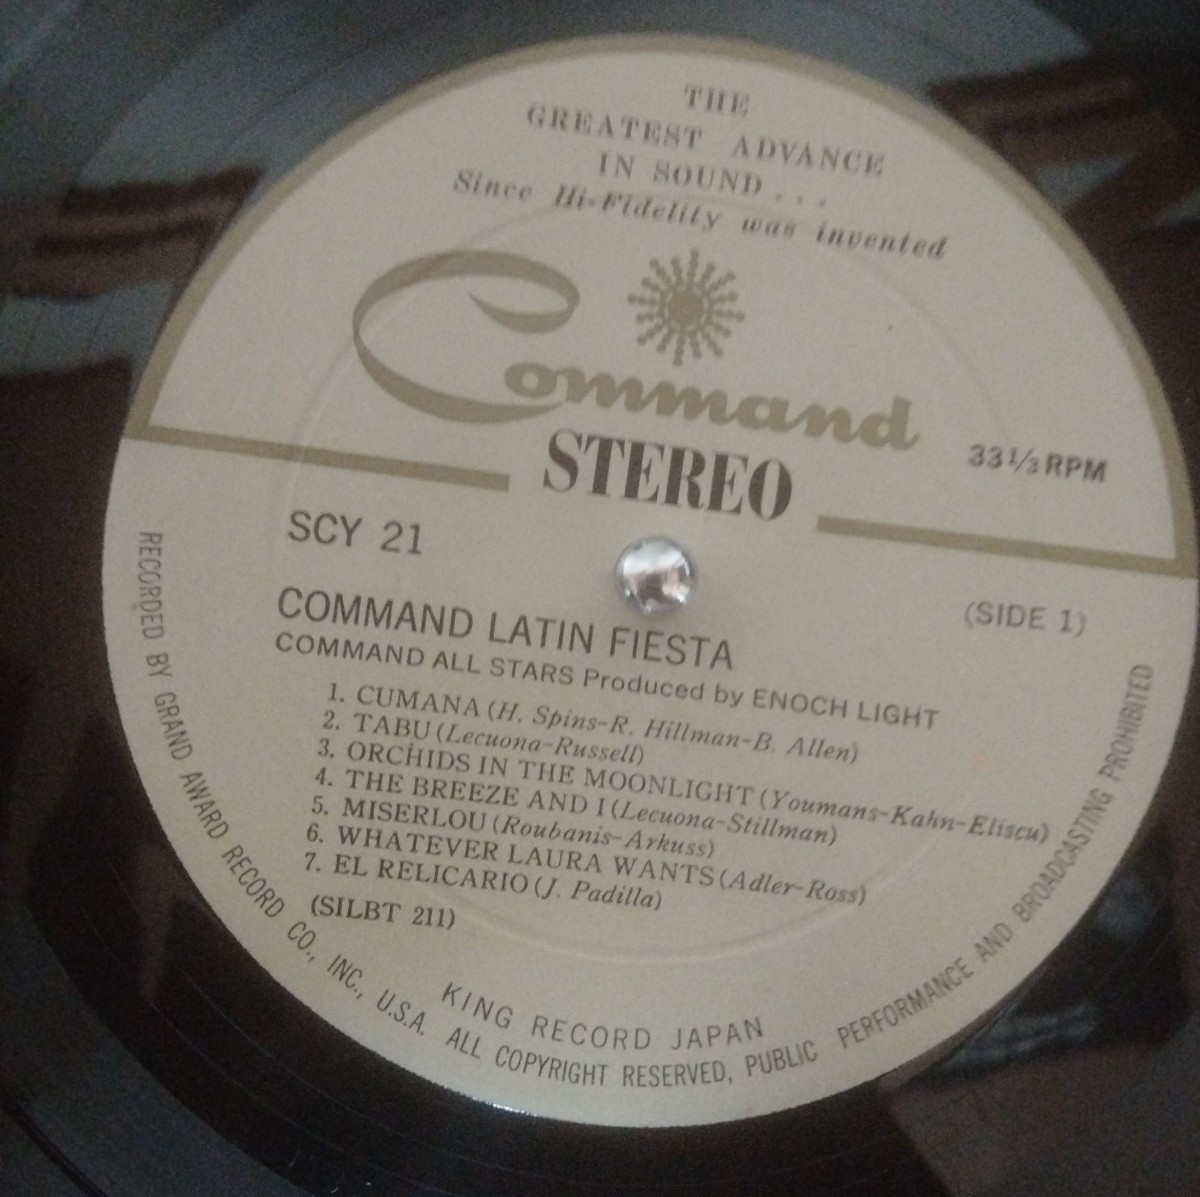 THE
GREATEST ADVANCE
IN SOUND...
Since Hi-Fidelity was invented
Command
STEREO
33⅓ RPM
SCY 21
(SIDE 1)
COMMAND LATIN FIESTA
COMMAND ALL STARS Produced by ENOCH LIGHT
1. CUMANA (H. Spins-R. Hillman-B. Allen)
2. TABU (Lecuona-Russell)
3. ORCHIDS IN THE MOONLIGHT (Youmans-Kahn-Eliscu)
4. THE BREEZE AND I (Lecuona-Stillman)
5. MISERLOU (Roubanis-Arkuss)
6. WHATEVER LAURA WANTS (Adler-Ross)
7. EL RELICARIO (J. Padilla)
(SILBT 211)
KING RECORD JAPAN
RECORDED BY GRAND AWARD RECORD CO., INC., U.S.A. ALL COPYRIGHT RESERVED, PUBLIC PERFORMANCE AND BROADCASTING PROHIBITED